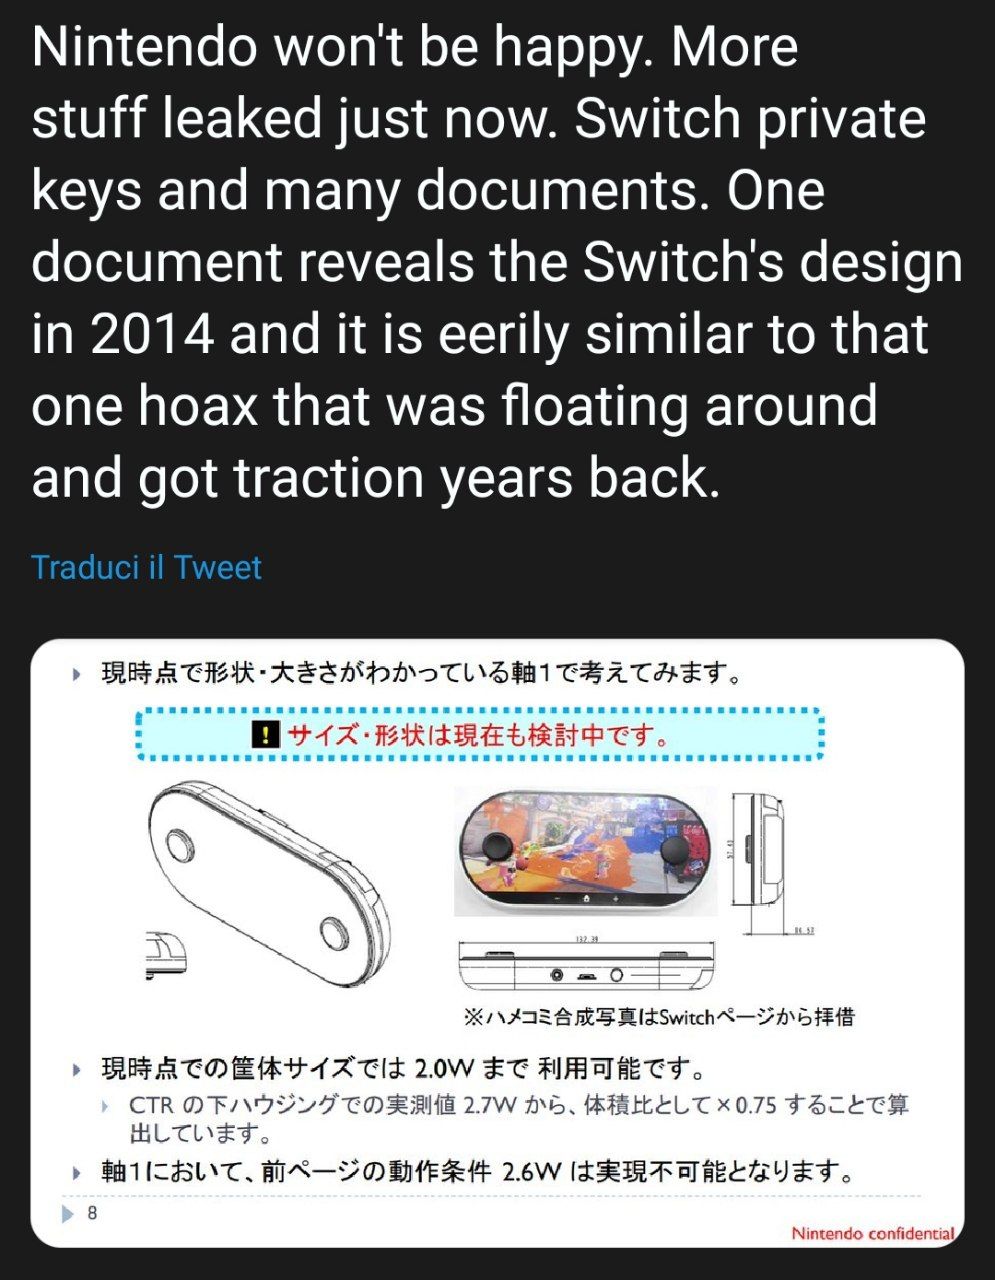 Nintendo won't be happy. More
stuff leaked just now. Switch private
keys and many documents. One
document reveals the Switch's design
in 2014 and it is eerily similar to that
one hoax that was floating around
and got traction years back.
Traduci il Tweet
現時点で形状・大きさがわかっている軸1で考えてみます。
! サイズ・形状は現在も検討中です。
132.39
※ハメコミ合成写真はSwitchページから拝借
現時点での筐体サイズでは 2.0W まで 利用可能です。
CTR の下ハウジングでの実測値 2.7W から、体積比として×0.75 することで算
出しています。
軸1において、前ページの動作条件 2.6W は実現不可能となります。
8
Nintendo confidential